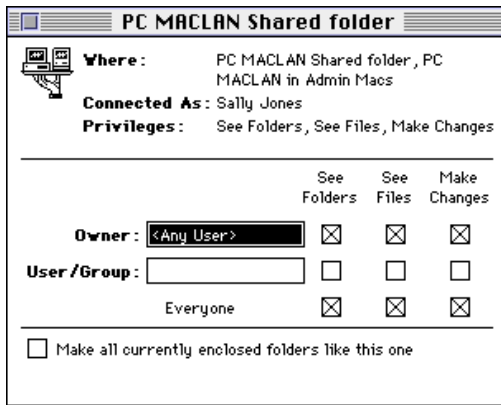 PC MACLAN Shared folder
Where: PC MACLAN Shared folder, PC
MACLAN in Admin Macs
Connected As: Sally Jones
Privileges: See Folders, See Files, Make Changes
See See Make
Folders Files Changes
Owner: <Any User>
User/Group:
Everyone
Make all currently enclosed folders like this one